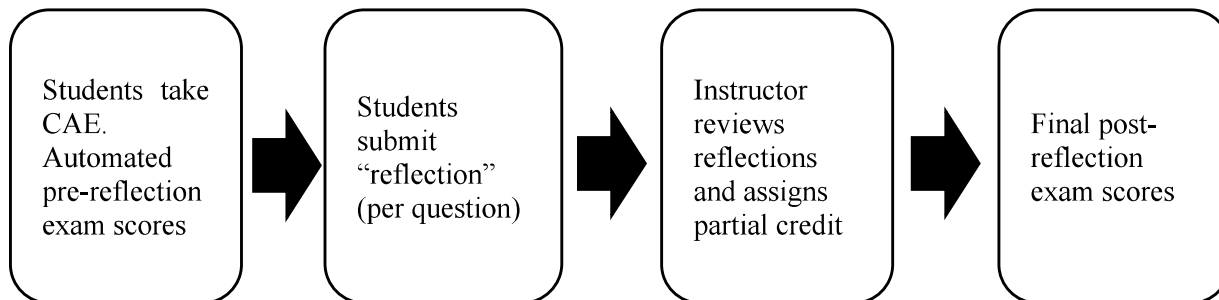 Students take
CAE.
Automated
pre-reflection
exam scores
Students
submit
“reflection”
(per question)
Instructor
reviews
reflections
and assigns
partial credit
Final post-
reflection
exam scores